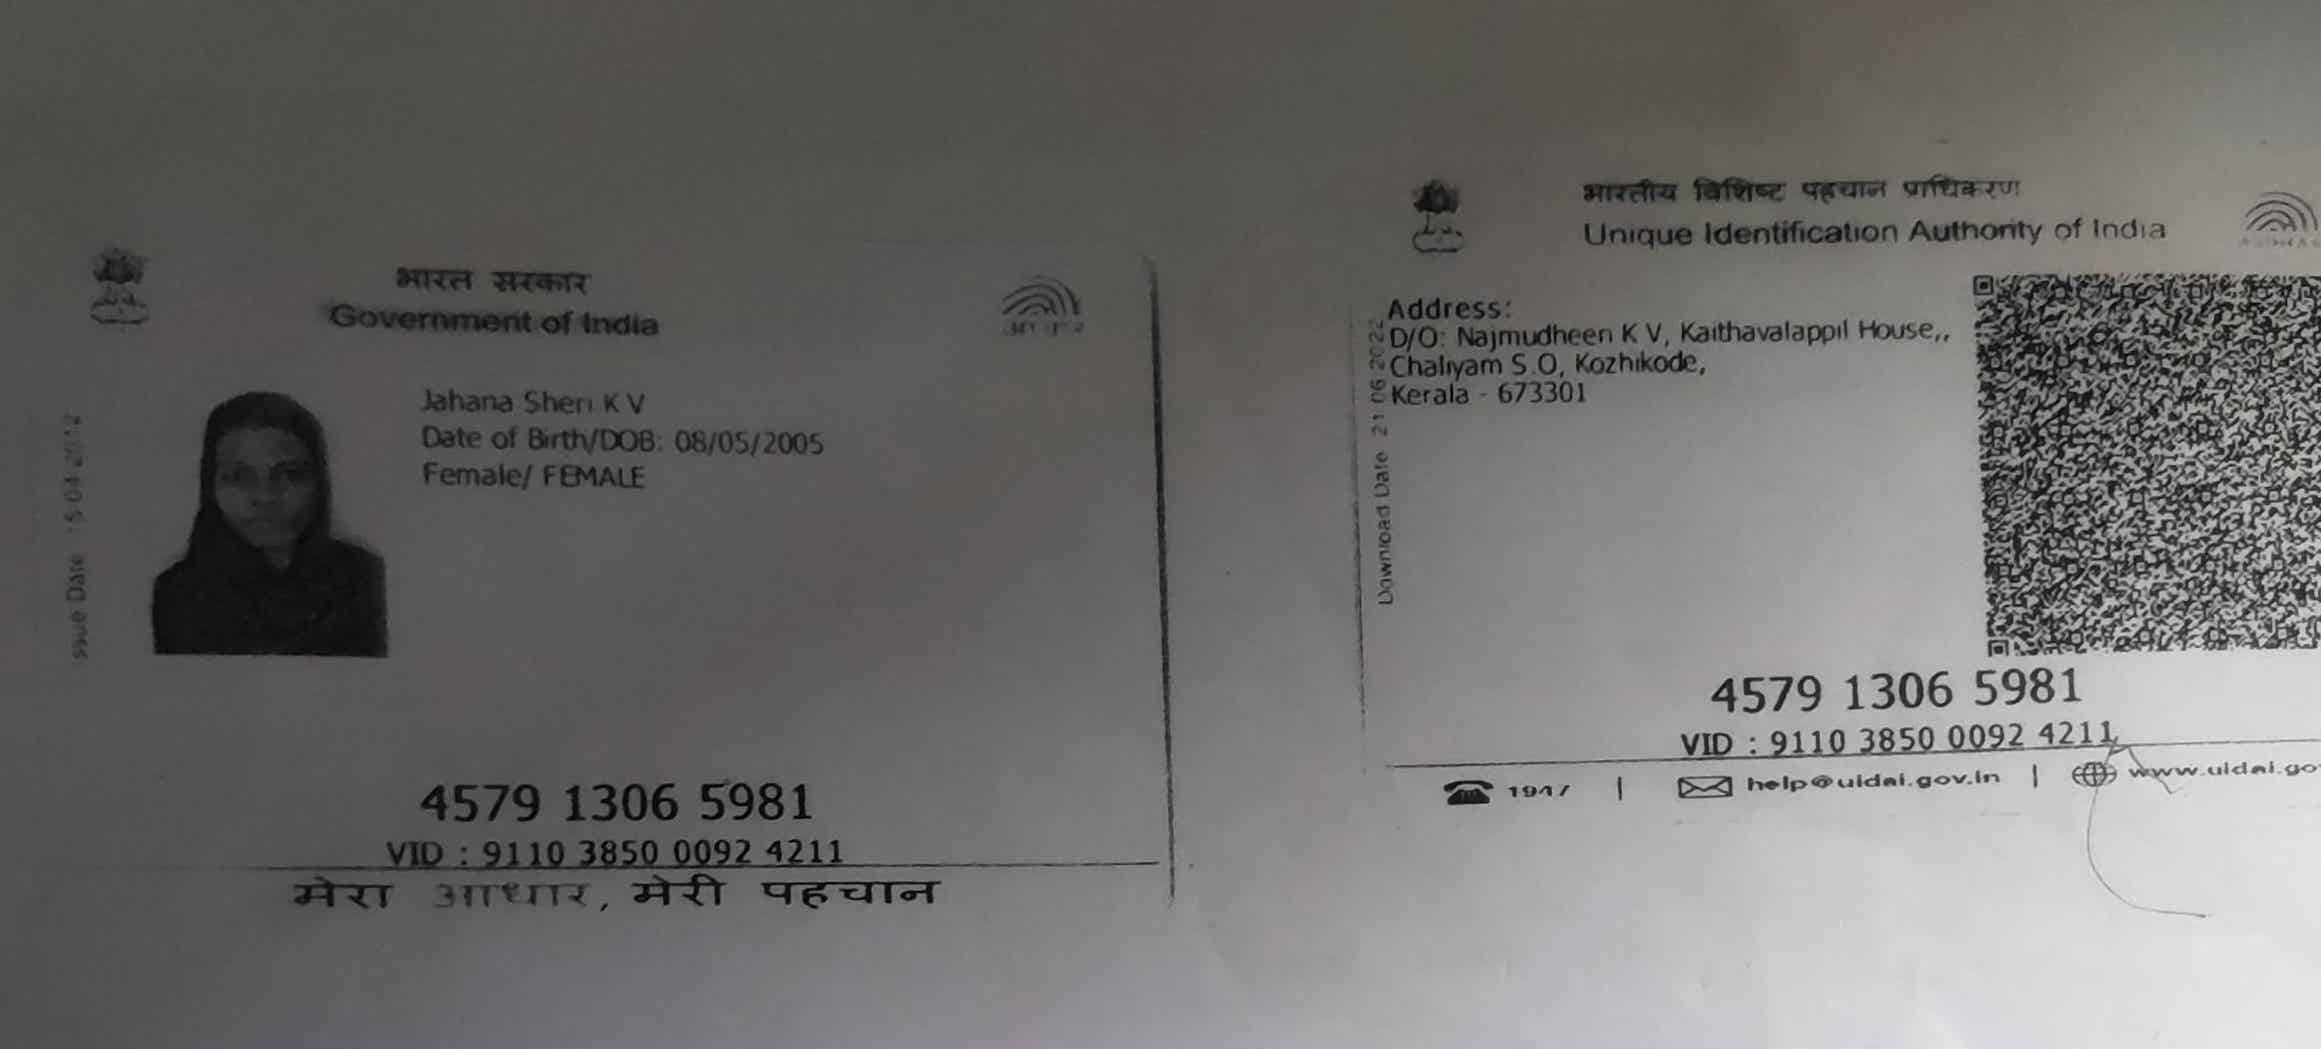 भारत सरकार
Government of India
Issue Date 15 04 2012
Jahana Sheri K V
Date of Birth/DOB: 08/05/2005
Female/ FEMALE
4579 1306 5981
VID : 9110 3850 0092 4211
मेरा आधार, मेरी पहचान
भारतीय विशिष्ट पहचान प्राधिकरण
Unique Identification Authority of India
Download Date 21 06 2022
Address:
D/O: Najmudheen K V, Kaithavalappil House,,
Chaliyam S.O, Kozhikode,
Kerala - 673301
4579 1306 5981
VID : 9110 3850 0092 4211
1947 | help@uidai.gov.in | www.uidai.go